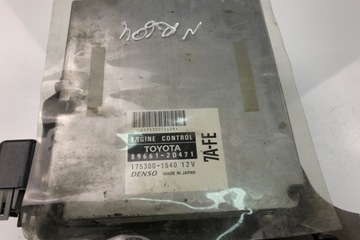 ENGINE CONTROL
TOYOTA
89661-2D471
175300-1540 12V
DENSO MADE IN JAPAN
7A-FE